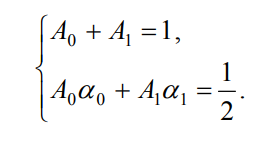 A₀ + A₁ = 1,
A₀α₀ + A₁α₁ = 1/2.